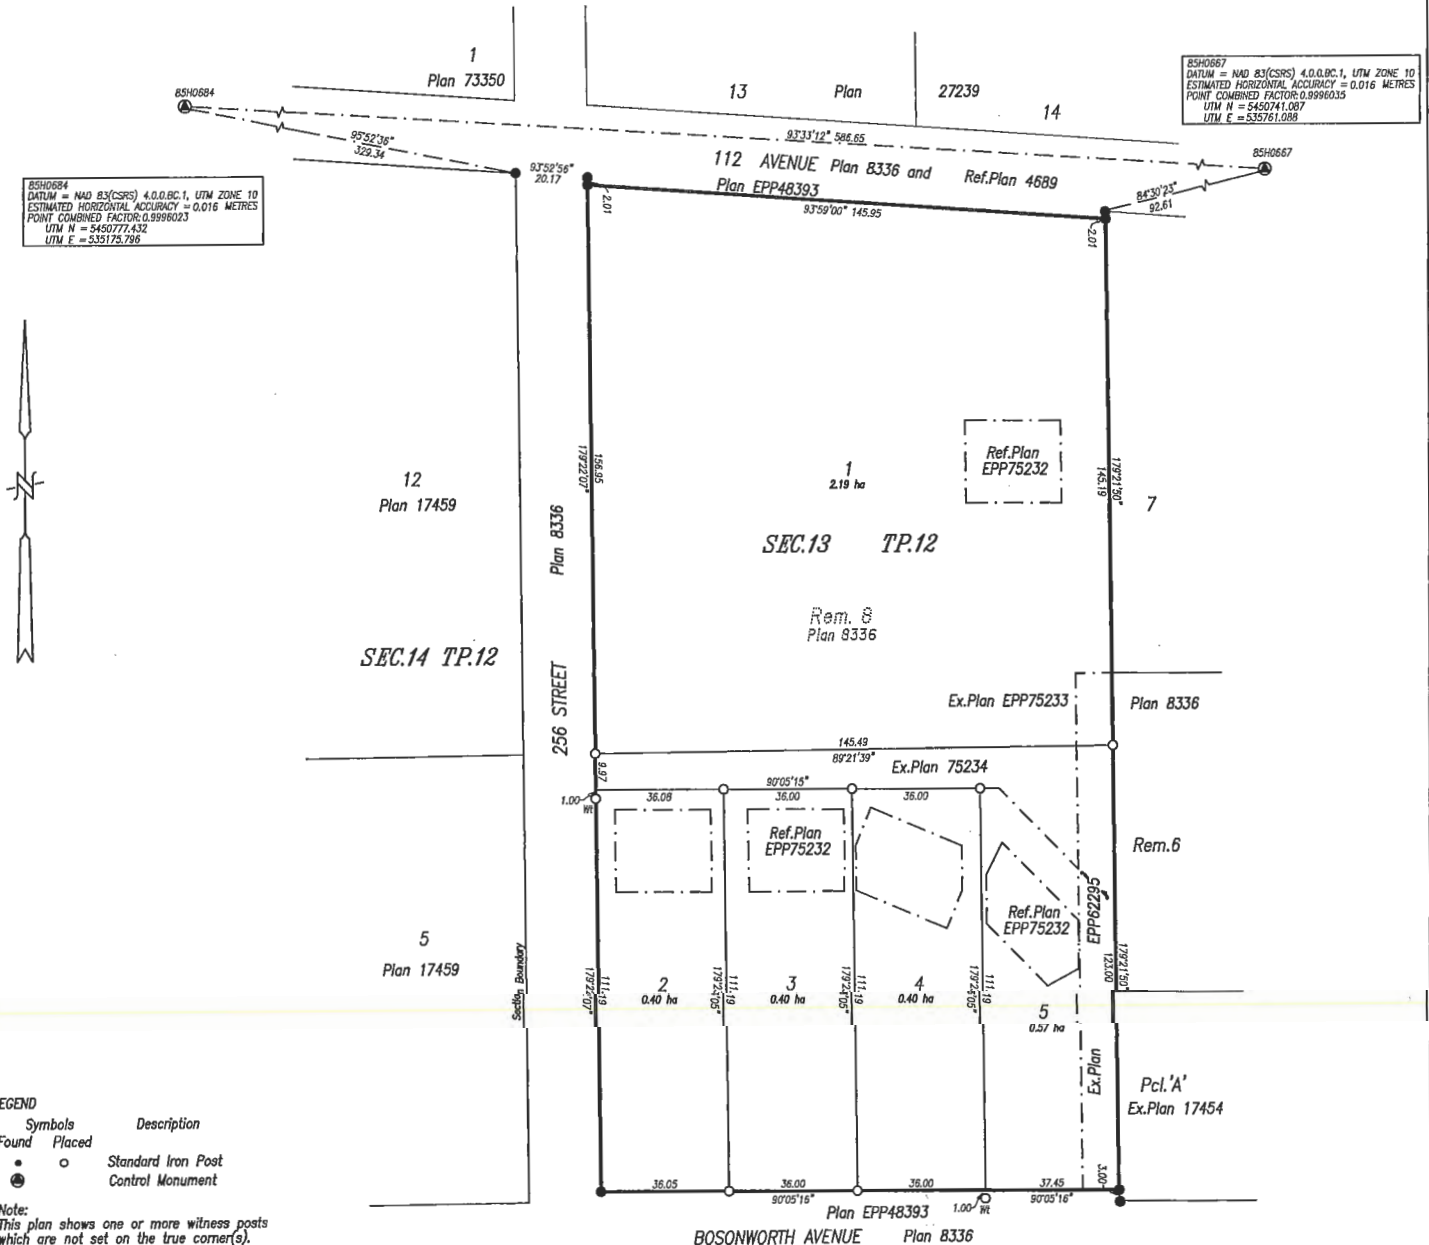 1
Plan 73350
13 Plan 27239
14
85H0684
95°52'36"
329.34
93°33'12" 586.65
112 AVENUE Plan 8336 and Ref.Plan 4689
Plan EPP48393
93°59'00" 145.95
93°52'56"
20.17
2.01
2.01
84°30'23"
92.61
85H0667
85H0667
DATUM = NAD 83(CSRS) 4.0.0.BC.1, UTM ZONE 10
ESTIMATED HORIZONTAL ACCURACY = 0.016 METRES
POINT COMBINED FACTOR:0.9996035
UTM N = 5450741.087
UTM E = 535761.088
85H0684
DATUM = NAD 83(CSRS) 4.0.0.BC.1, UTM ZONE 10
ESTIMATED HORIZONTAL ACCURACY = 0.016 METRES
POINT COMBINED FACTOR:0.9996023
UTM N = 5450777.432
UTM E = 535175.796
12
Plan 17459
SEC.14 TP.12
Plan 8336
256 STREET
156.95
179°22'07"
1
2.19 ha
Ref.Plan
EPP75232
179°21'50"
145.19
7
SEC.13 TP.12
Rem. 8
Plan 8336
Ex.Plan EPP75233
Plan 8336
145.49
89°21'39"
Ex.Plan 75234
9.97
1.00
Wt
90°05'15"
36.08
36.00
36.00
Ref.Plan
EPP75232
Ref.Plan
EPP75232
EPP62295
Rem.6
5
Plan 17459
Section Boundary
111.19
179°22'07"
2
0.40 ha
111.19
179°24'05"
3
0.40 ha
111.19
179°24'05"
4
0.40 ha
111.19
179°24'05"
5
0.57 ha
179°21'50"
123.00
Ex.Plan
Pcl.'A'
Ex.Plan 17454
3.00
36.05
36.00
90°05'16"
36.00
37.45
90°05'16"
1.00
Wt
Plan EPP48393
BOSONWORTH AVENUE Plan 8336
EGEND
Symbols Description
Found Placed
Standard Iron Post
Control Monument
Note:
This plan shows one or more witness posts
which are not set on the true corner(s).